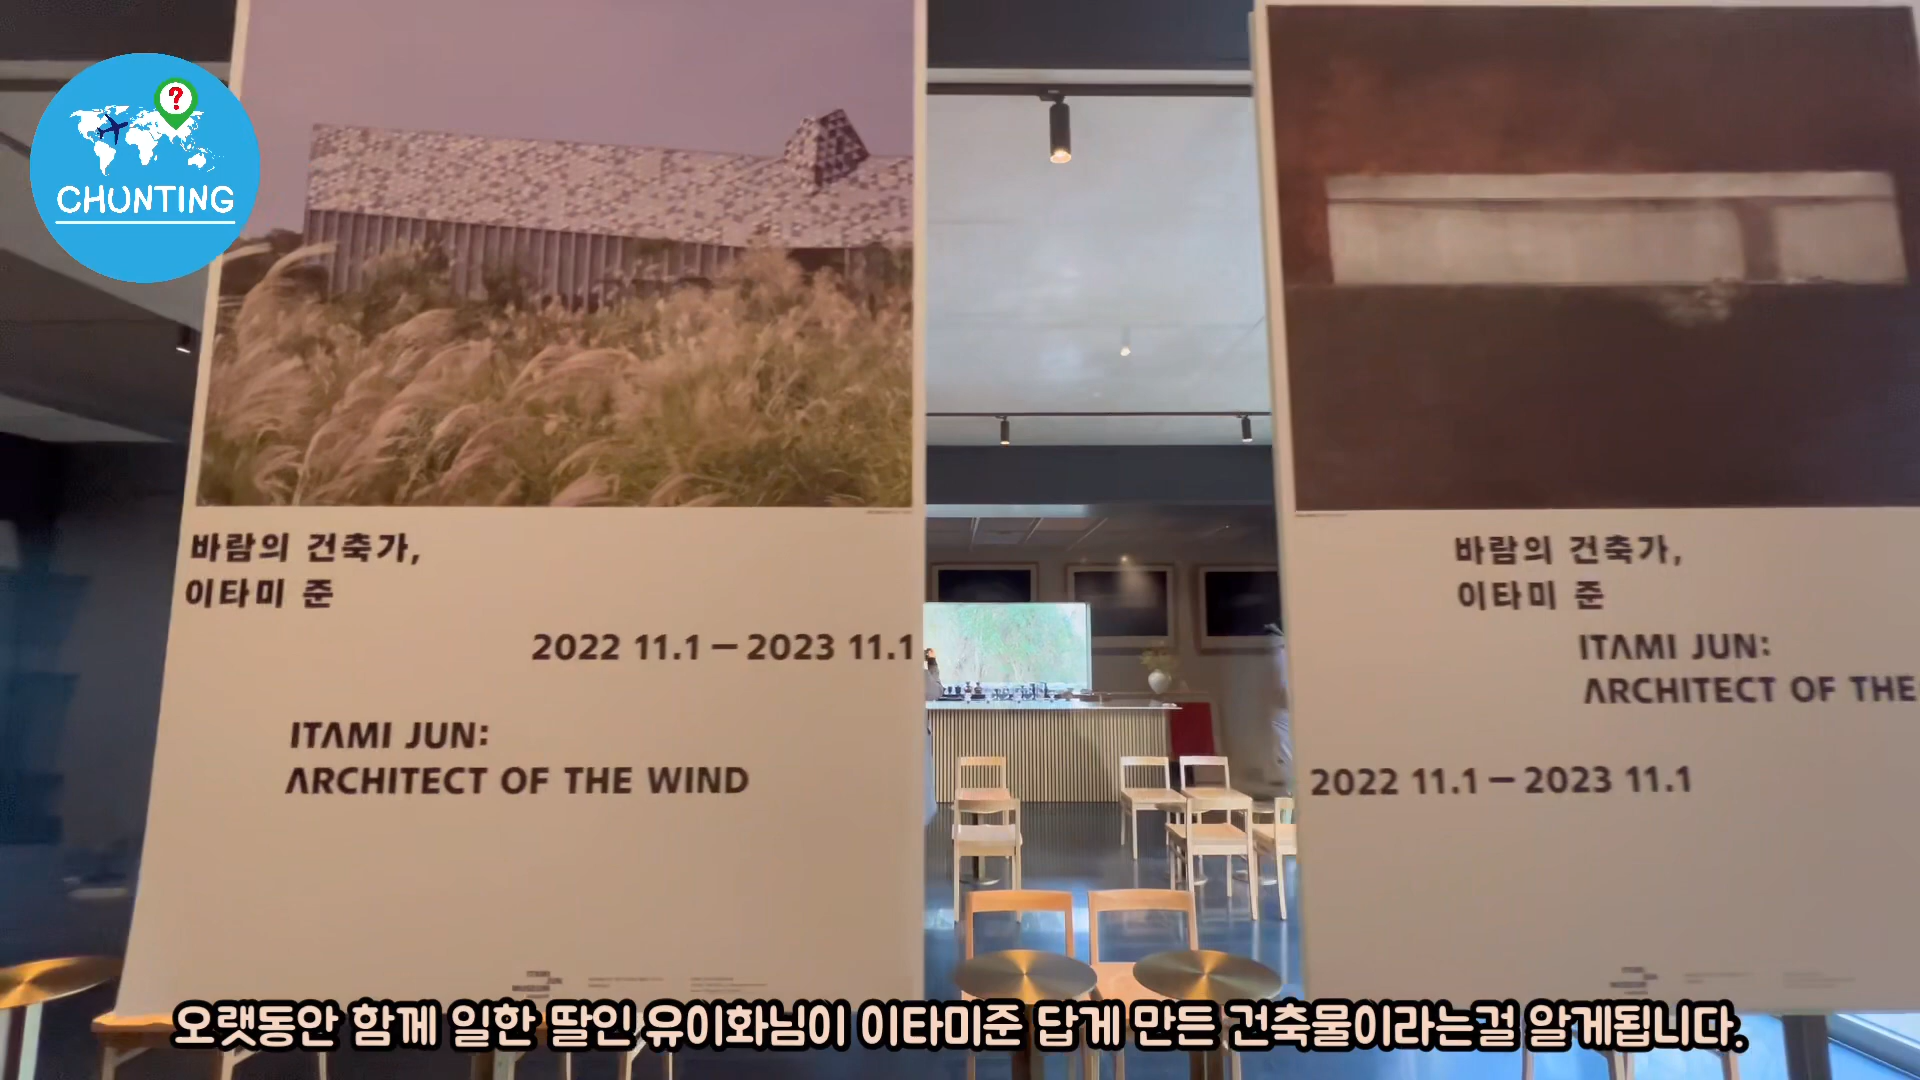 ?
CHUNTING
바람의 건축가,
이타미 준
2022 11.1 – 2023 11.1
ITAMI JUN:
ARCHITECT OF THE WIND
바람의 건축가,
이타미 준
ITAMI JUN:
ARCHITECT OF THE
2022 11.1 – 2023 11.1
ITAMI
JUN
MUSEUM
오랫동안 함께 일한 딸인 유이화님이 이타미준 답게 만든 건축물이라는걸 알게됩니다.